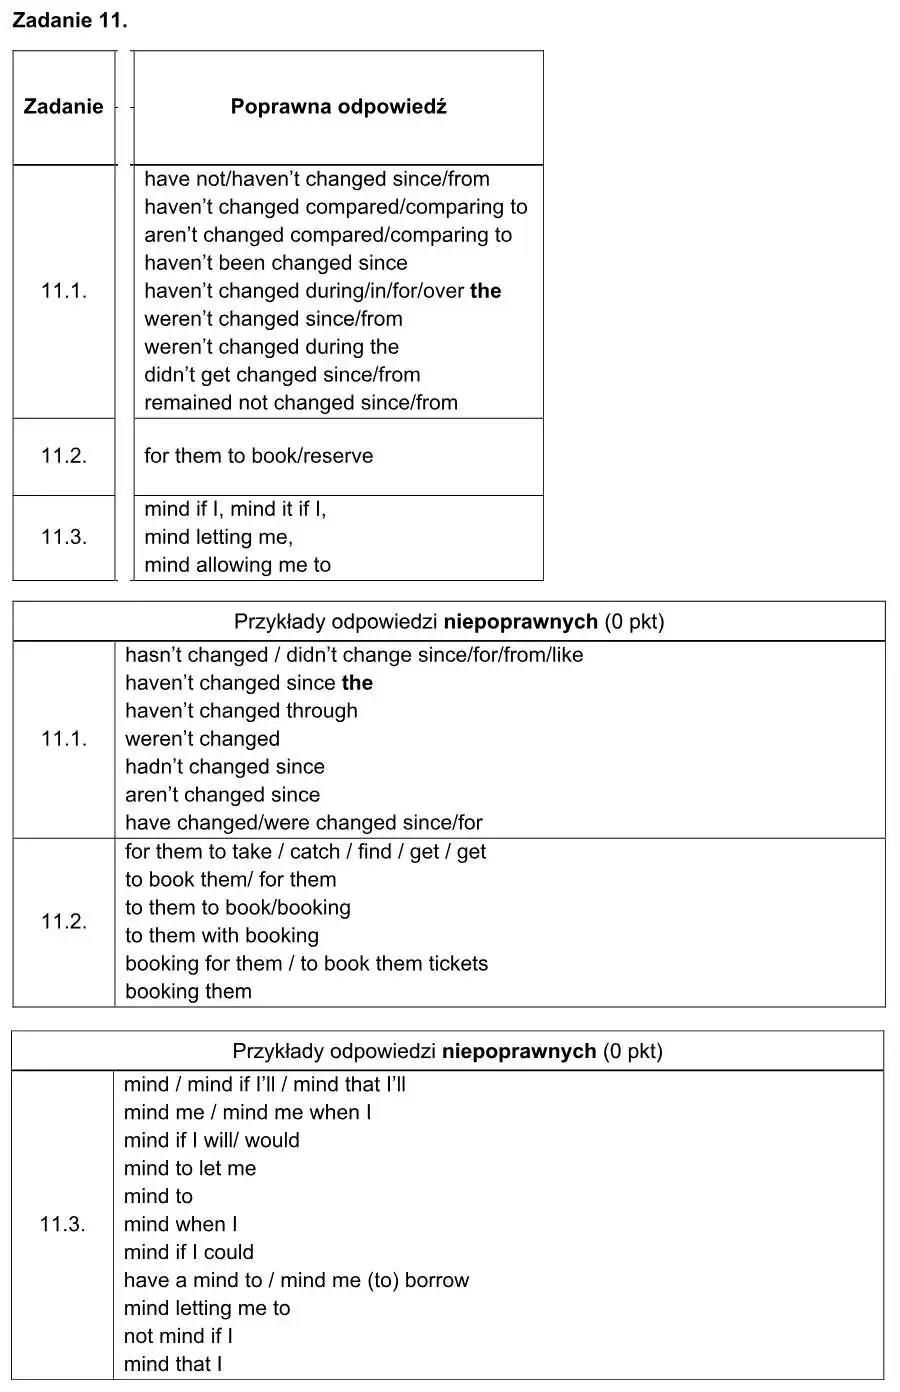 Zadanie 11.
Zadanie Poprawna odpowiedź
11.1.
have not/haven't changed since/from
haven't changed compared/comparing to
aren't changed compared/comparing to
haven't been changed since
haven't changed during/in/for/over the
weren't changed since/from
weren't changed during the
didn't get changed since/from
remained not changed since/from
11.2.
for them to book/reserve
11.3.
mind if I, mind it if I,
mind letting me,
mind allowing me to
Przykłady odpowiedzi niepoprawnych (0 pkt)
11.1.
hasn't changed / didn't change since/for/from/like
haven't changed since the
haven't changed through
weren't changed
hadn't changed since
aren't changed since
have changed/were changed since/for
11.2.
for them to take / catch / find / get / get
to book them/ for them
to them to book/booking
to them with booking
booking for them / to book them tickets
booking them
Przykłady odpowiedzi niepoprawnych (0 pkt)
11.3.
mind / mind if I'll / mind that I'll
mind me / mind me when I
mind if I will/ would
mind to let me
mind to
mind when I
mind if I could
have a mind to / mind me (to) borrow
mind letting me to
not mind if I
mind that I